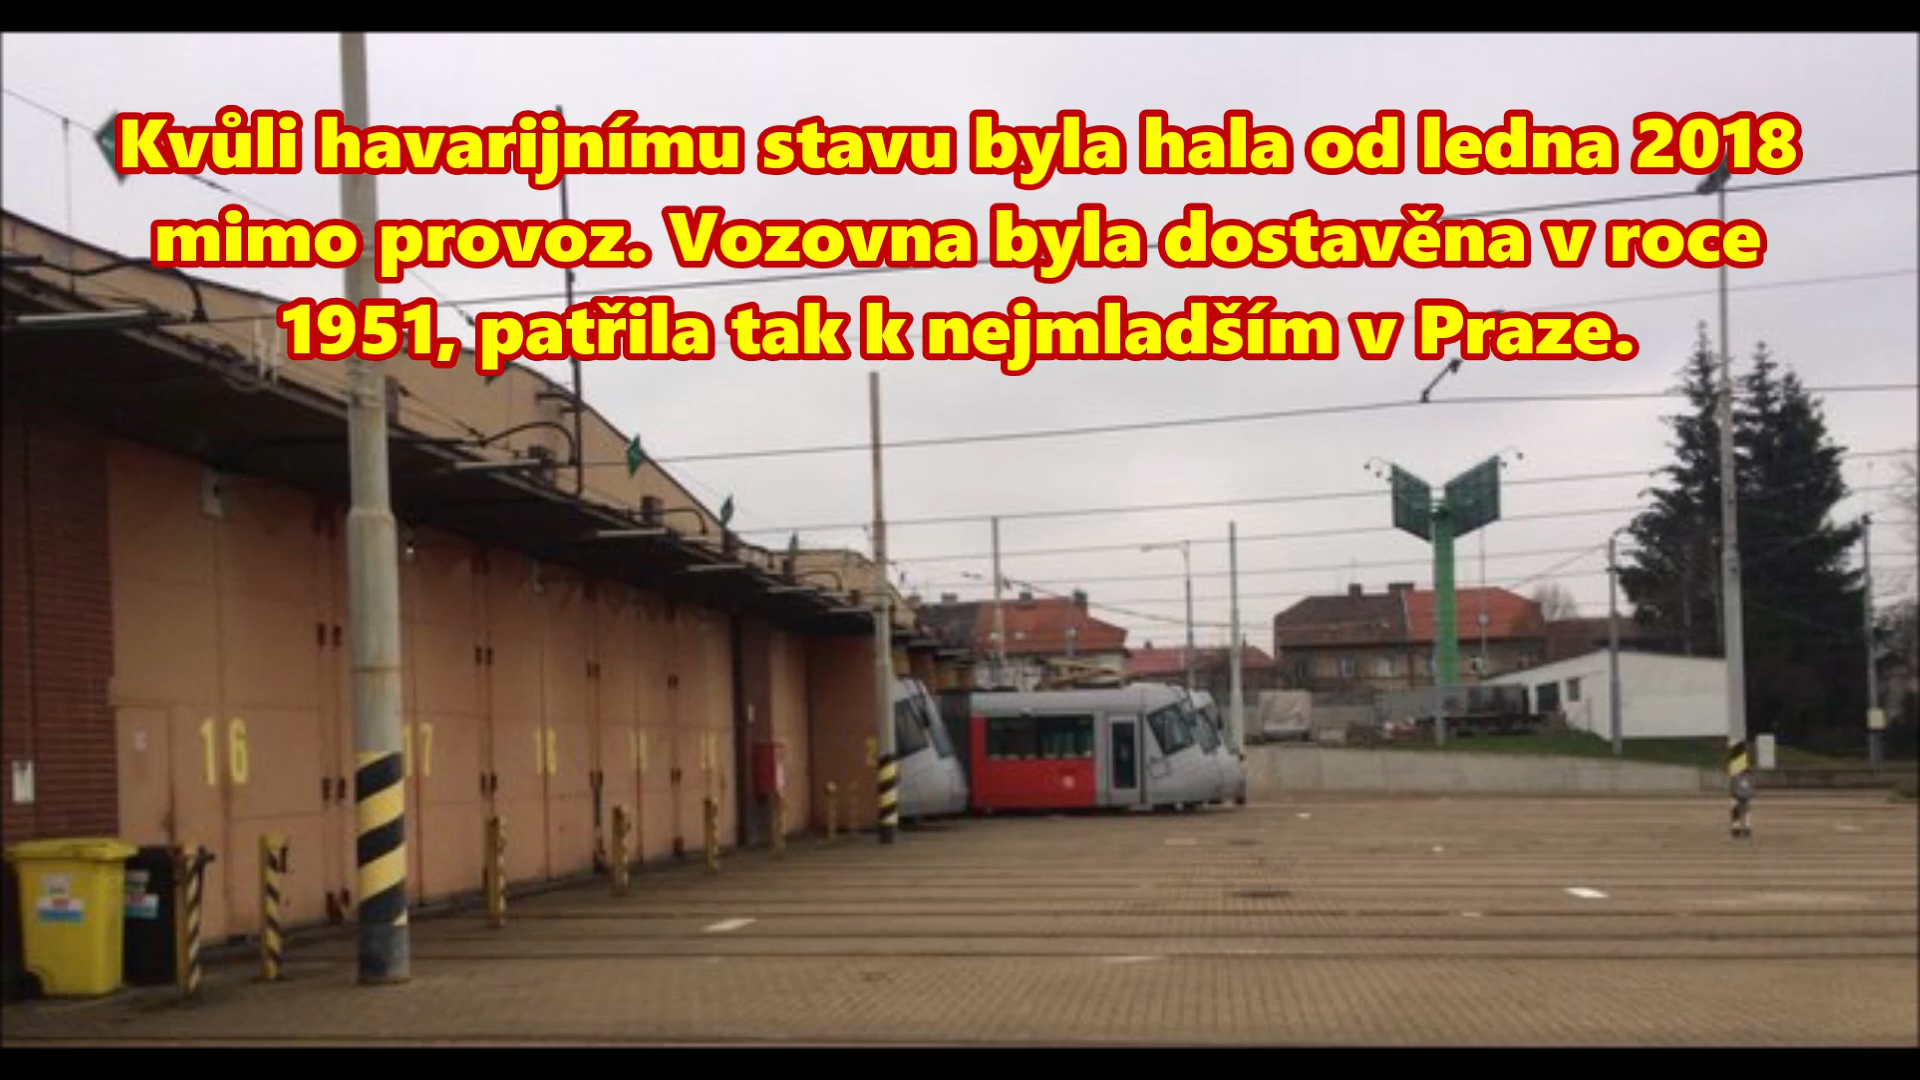 Kvůli havarijnímu stavu byla hala od ledna 2018
mimo provoz. Vozovna byla dostavěna v roce
1951, patřila tak k nejmladším v Praze.
16
17
18